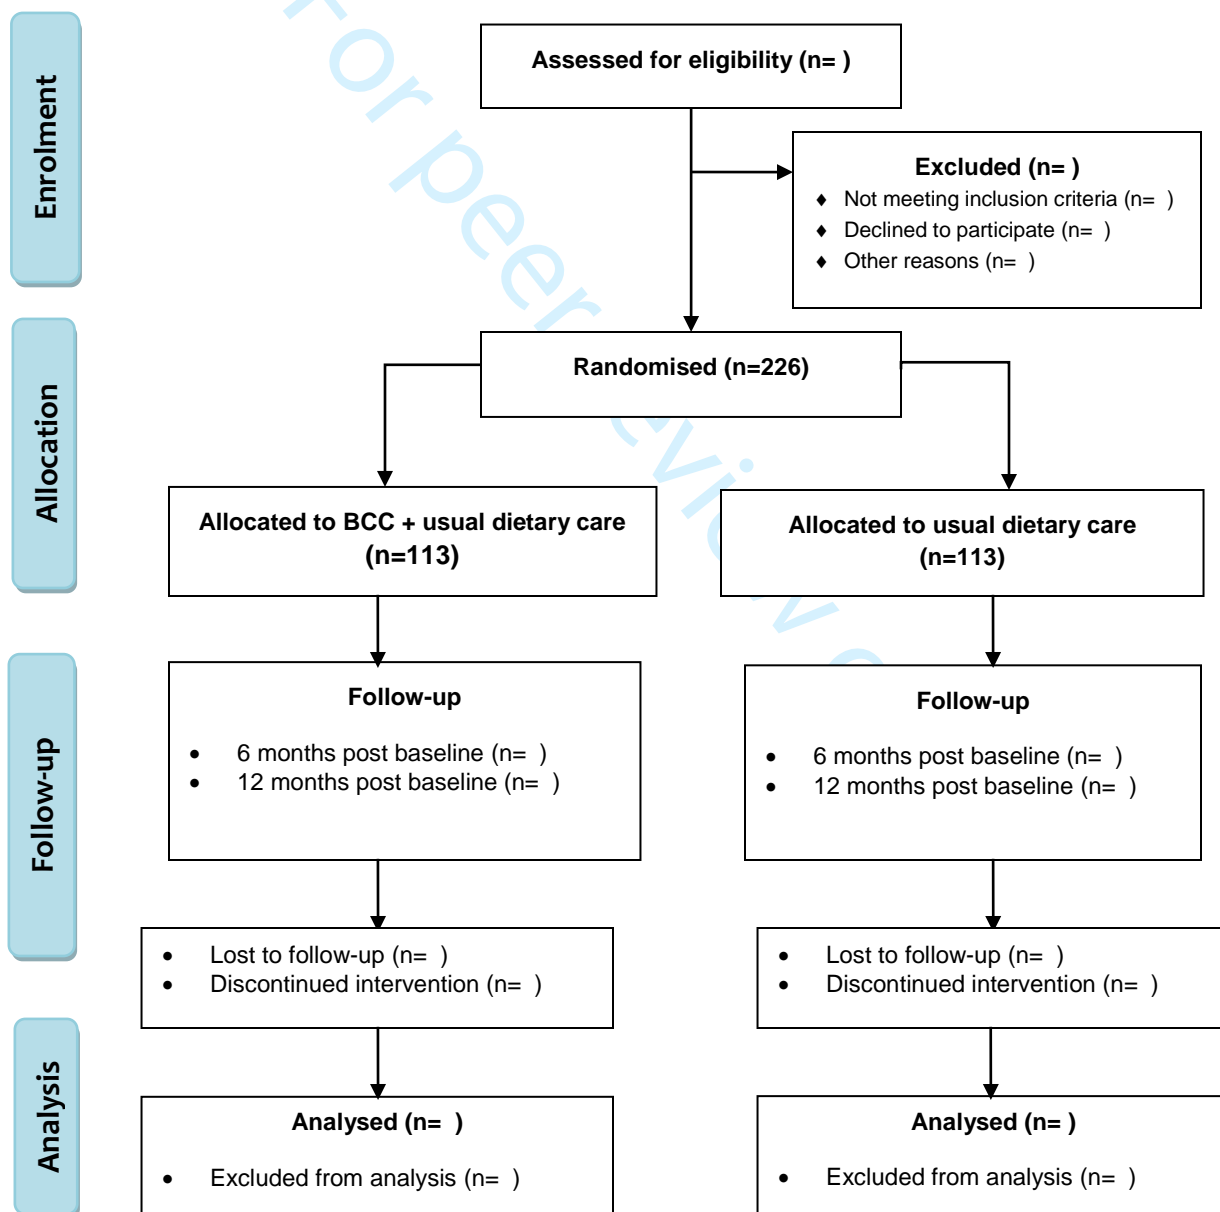 Enrolment
Assessed for eligibility (n= )
Excluded (n= )
♦ Not meeting inclusion criteria (n=  )
♦ Declined to participate (n=  )
♦ Other reasons (n=  )
Allocation
Randomised (n=226)
Allocated to BCC + usual dietary care
(n=113)
Allocated to usual dietary care
(n=113)
Follow-up
Follow-up
• 6 months post baseline (n=  )
• 12 months post baseline (n=  )
Follow-up
• 6 months post baseline (n=  )
• 12 months post baseline (n=  )
• Lost to follow-up (n=  )
• Discontinued intervention (n=  )
• Lost to follow-up (n=  )
• Discontinued intervention (n=  )
Analysis
Analysed (n=  )
• Excluded from analysis (n=  )
Analysed (n= )
• Excluded from analysis (n=  )
For peer review